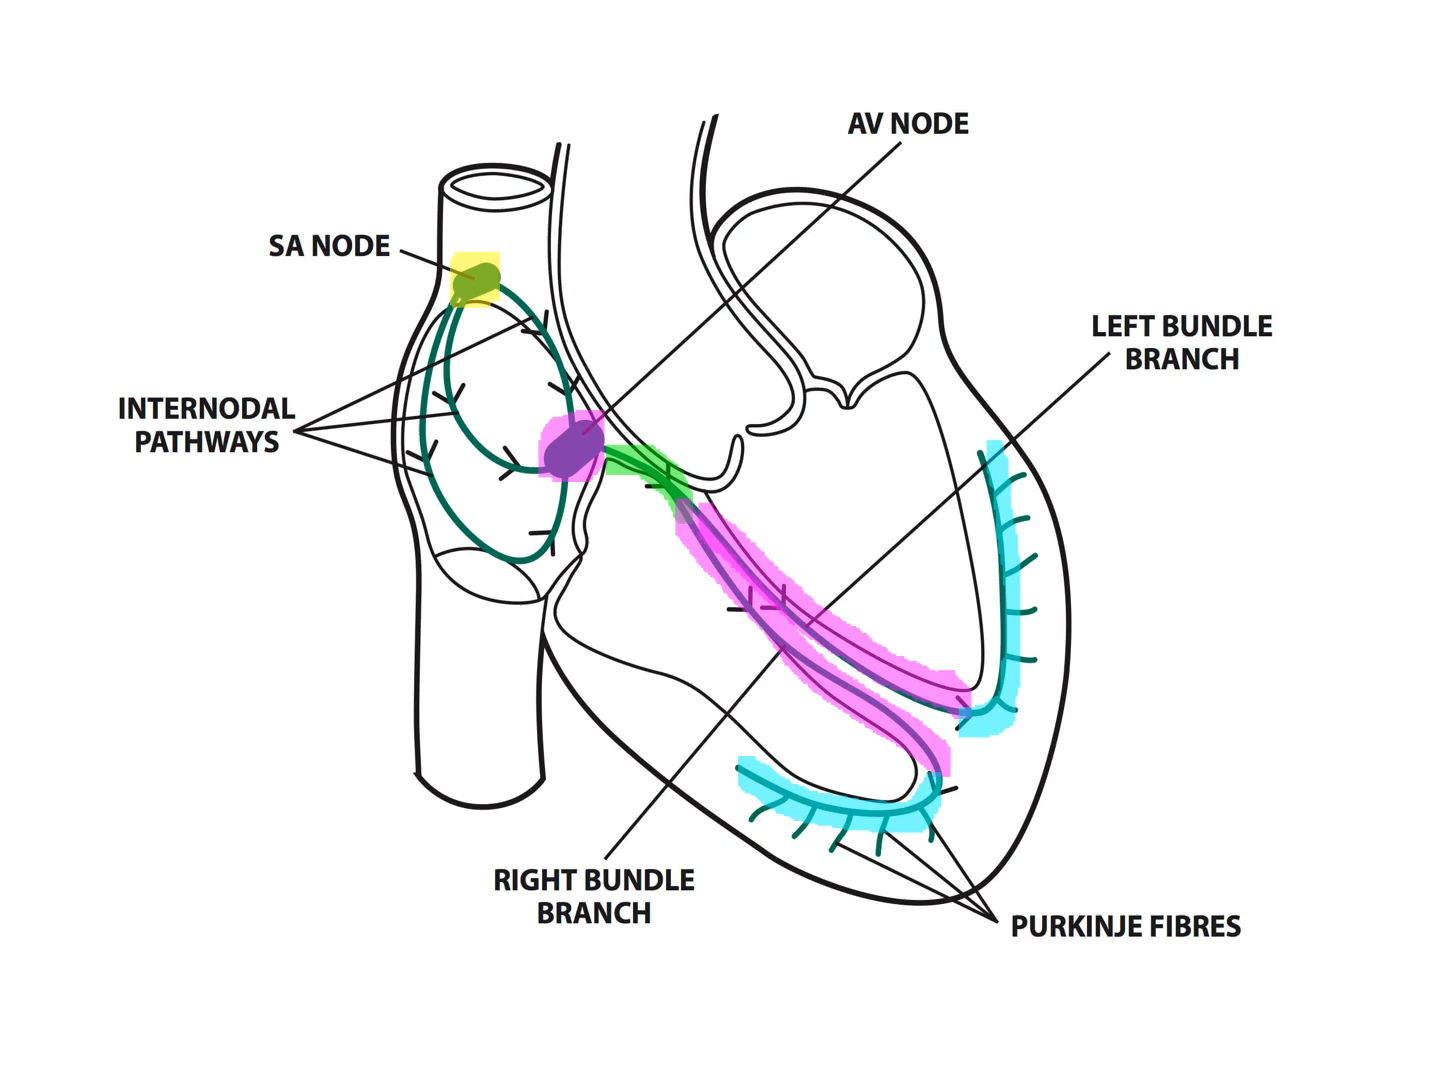 AV NODE
SA NODE
LEFT BUNDLE
BRANCH
INTERNODAL
PATHWAYS
RIGHT BUNDLE
BRANCH
PURKINJE FIBRES